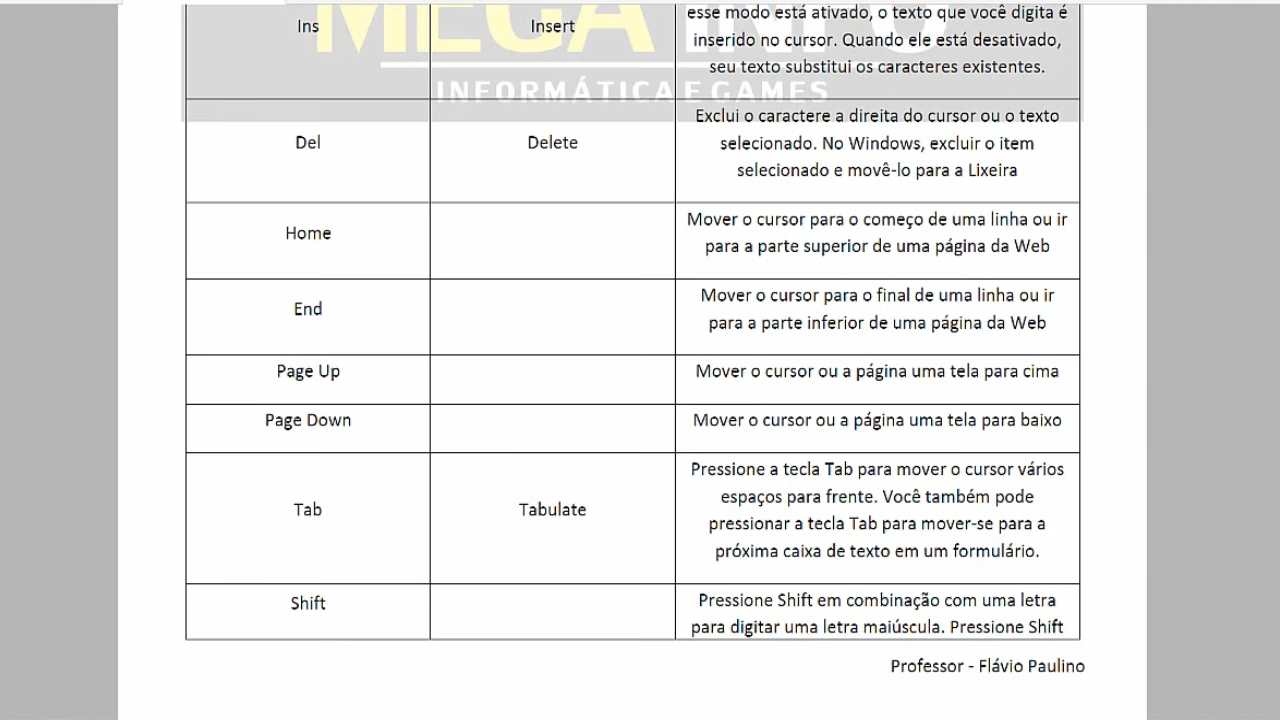 MEGA INFO
INFORMÁTICA E GAMES
Ins
Insert
esse modo está ativado, o texto que você digita é
inserido no cursor. Quando ele está desativado,
seu texto substitui os caracteres existentes.
Del
Delete
Exclui o caractere a direita do cursor ou o texto
selecionado. No Windows, excluir o item
selecionado e movê-lo para a Lixeira
Home
Mover o cursor para o começo de uma linha ou ir
para a parte superior de uma página da Web
End
Mover o cursor para o final de uma linha ou ir
para a parte inferior de uma página da Web
Page Up
Mover o cursor ou a página uma tela para cima
Page Down
Mover o cursor ou a página uma tela para baixo
Tab
Tabulate
Pressione a tecla Tab para mover o cursor vários
espaços para frente. Você também pode
pressionar a tecla Tab para mover-se para a
próxima caixa de texto em um formulário.
Shift
Pressione Shift em combinação com uma letra
para digitar uma letra maiúscula. Pressione Shift
Professor - Flávio Paulino